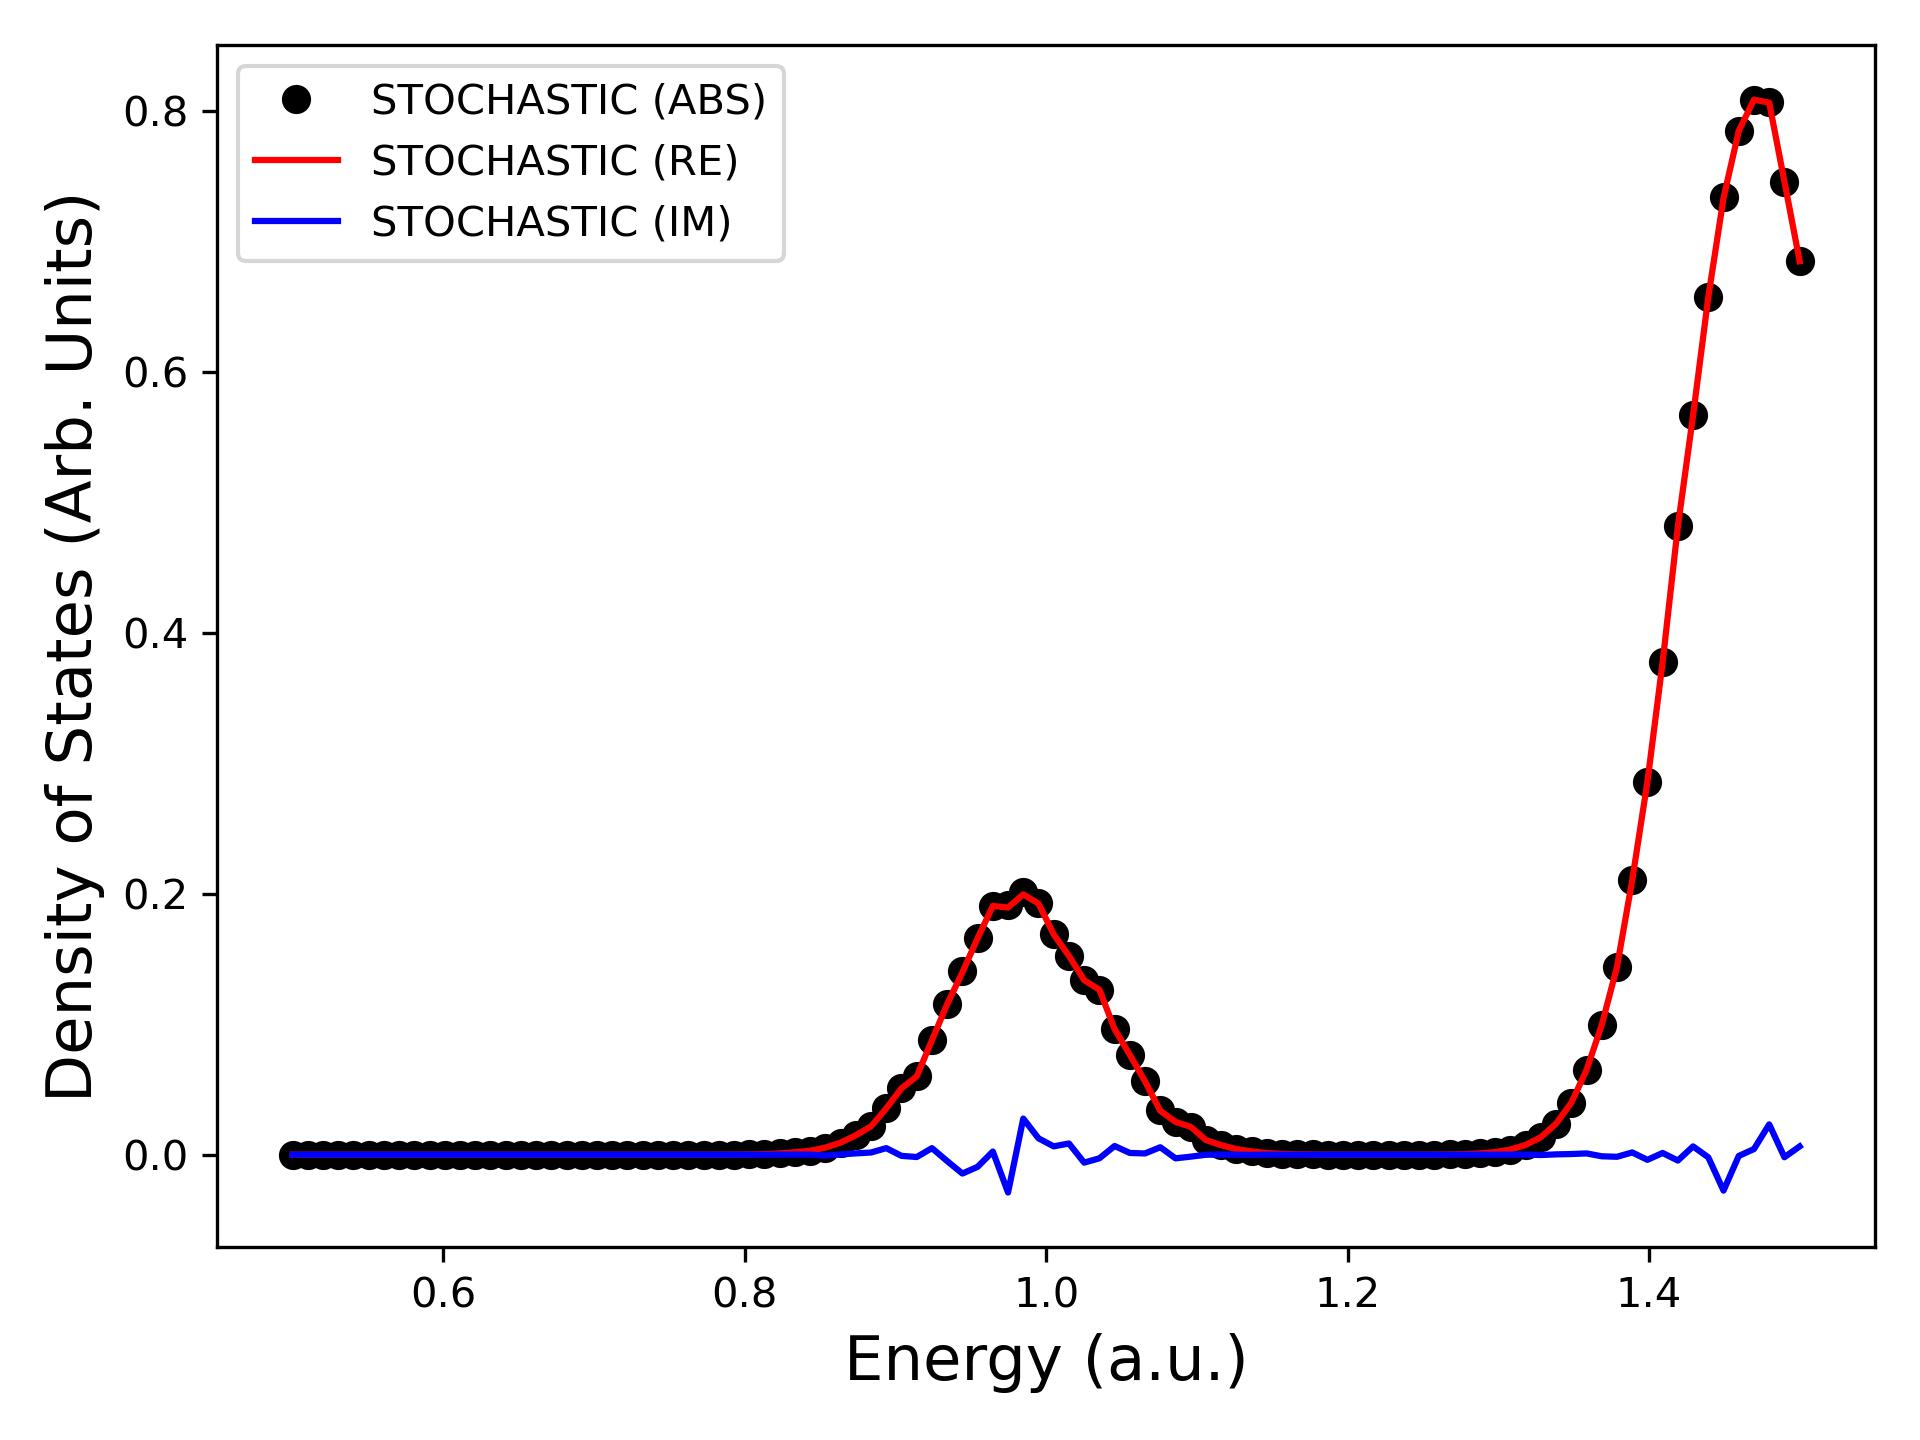 STOCHASTIC (ABS)
STOCHASTIC (RE)
STOCHASTIC (IM)
Density of States (Arb. Units)
0.8
0.6
0.4
0.2
0.0
0.6 0.8 1.0 1.2 1.4
Energy (a.u.)